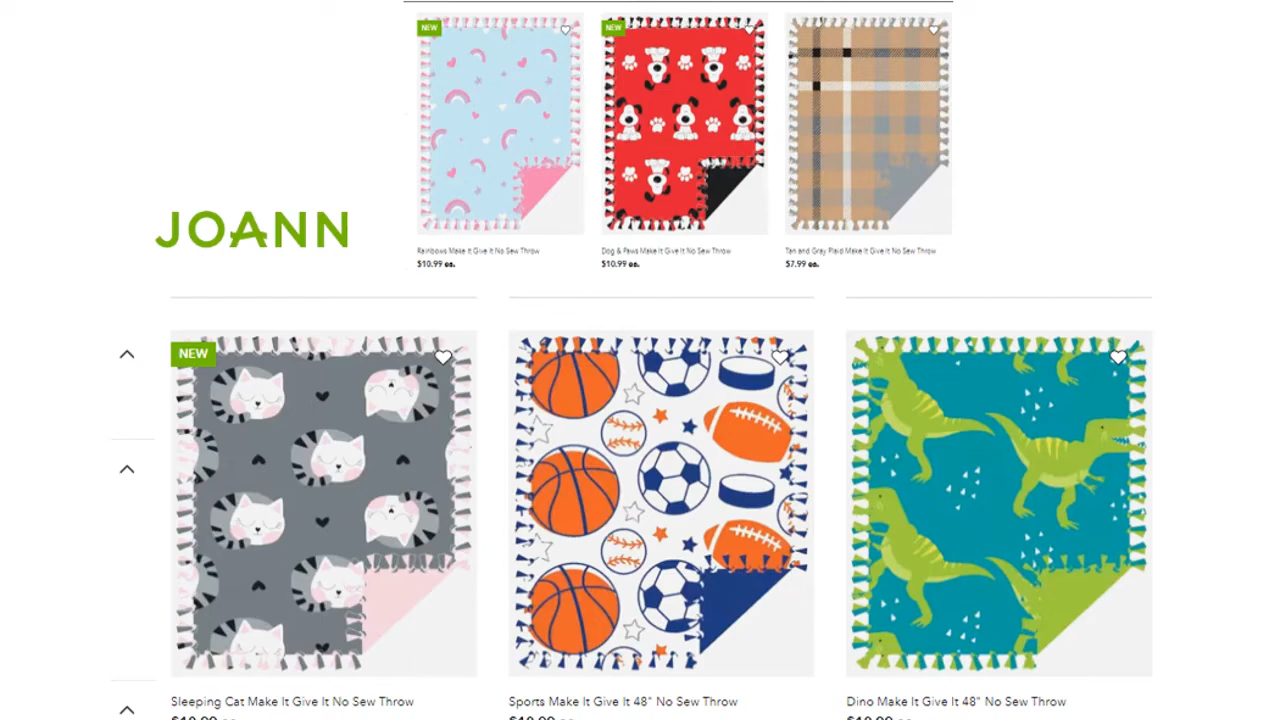 NEW
NEW
Rainbows Make It Give It No Sew Throw
Dog & Paws Make It Give It No Sew Throw
Tan and Gray Plaid Make It Give It No Sew Throw
$10.99 ea.
$10.99 ea.
$7.99 ea.
JOANN
NEW
Sleeping Cat Make It Give It No Sew Throw
Sports Make It Give It 48" No Sew Throw
Dino Make It Give It 48" No Sew Throw